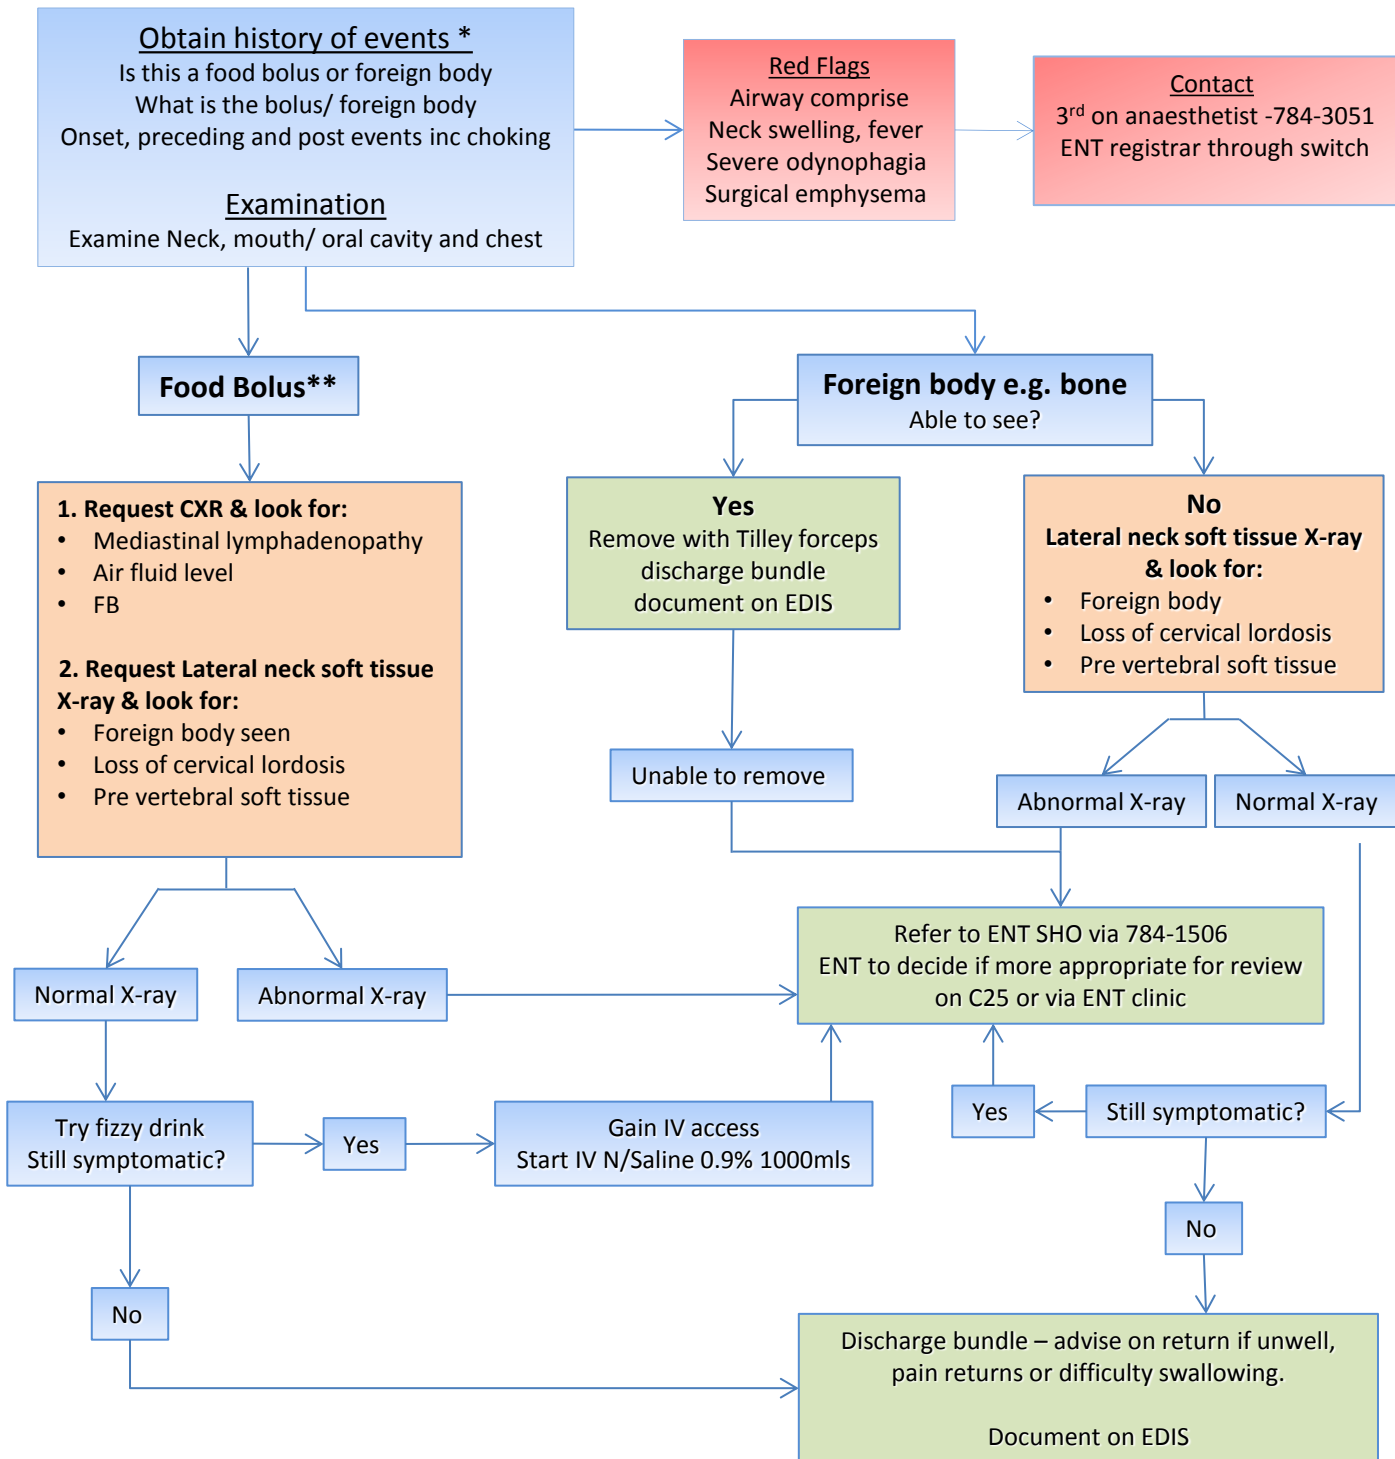 Obtain history of events *
Is this a food bolus or foreign body
What is the bolus/ foreign body
Onset, preceding and post events inc choking
Examination
Examine Neck, mouth/ oral cavity and chest
Red Flags
Airway comprise
Neck swelling, fever
Severe odynophagia
Surgical emphysema
Contact
3rd on anaesthetist -784-3051
ENT registrar through switch
Food Bolus**
Foreign body e.g. bone
Able to see?
1. Request CXR & look for:
• Mediastinal lymphadenopathy
• Air fluid level
• FB
2. Request Lateral neck soft tissue
X-ray & look for:
• Foreign body seen
• Loss of cervical lordosis
• Pre vertebral soft tissue
Yes
Remove with Tilley forceps
discharge bundle
document on EDIS
No
Lateral neck soft tissue X-ray
& look for:
• Foreign body
• Loss of cervical lordosis
• Pre vertebral soft tissue
Unable to remove
Abnormal X-ray
Normal X-ray
Refer to ENT SHO via 784-1506
ENT to decide if more appropriate for review
on C25 or via ENT clinic
Normal X-ray
Abnormal X-ray
Try fizzy drink
Still symptomatic?
Yes
Gain IV access
Start IV N/Saline 0.9% 1000mls
Yes
Still symptomatic?
No
No
Discharge bundle – advise on return if unwell,
pain returns or difficulty swallowing.
Document on EDIS